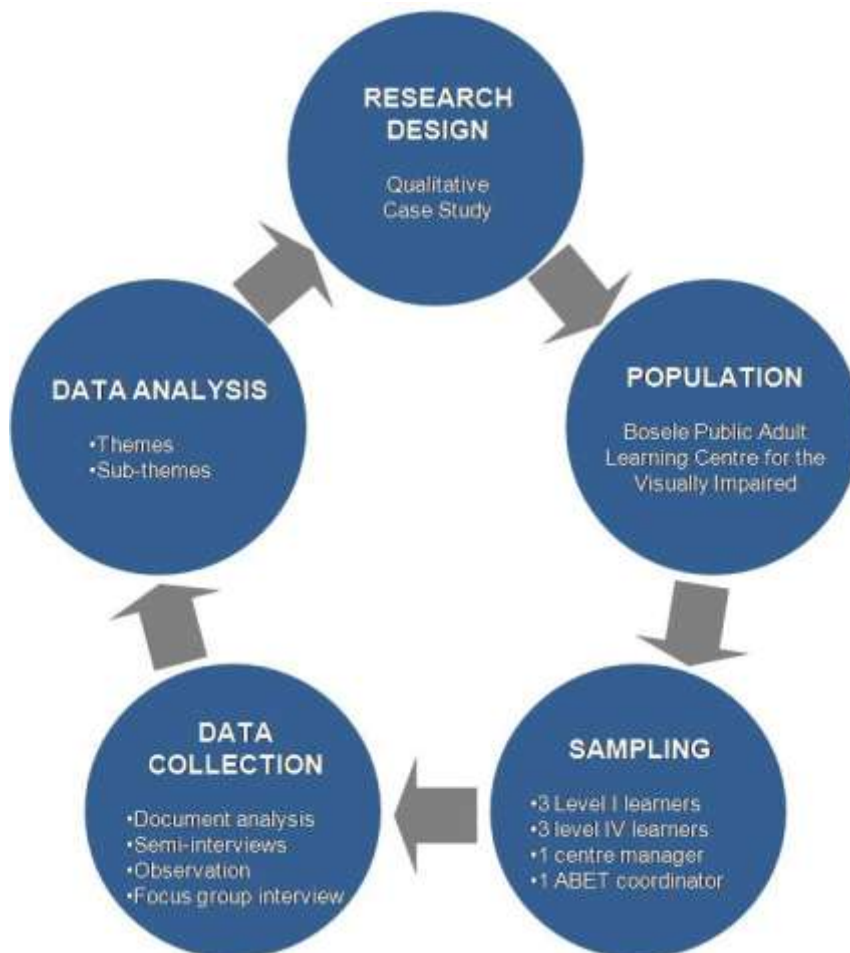 RESEARCH
DESIGN
Qualitative
Case Study
POPULATION
Bosele Public Adult
Learning Centre for the
Visually Impaired
SAMPLING
•3 Level I learners
•3 level IV learners
•1 centre manager
•1 ABET coordinator
DATA
COLLECTION
•Document analysis
•Semi-interviews
•Observation
•Focus group interview
DATA ANALYSIS
•Themes
•Sub-themes